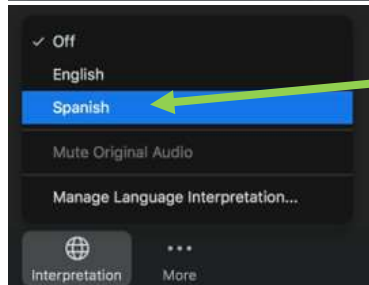 ✓ Off
English
Spanish
Mute Original Audio
Manage Language Interpretation...
Interpretation
More